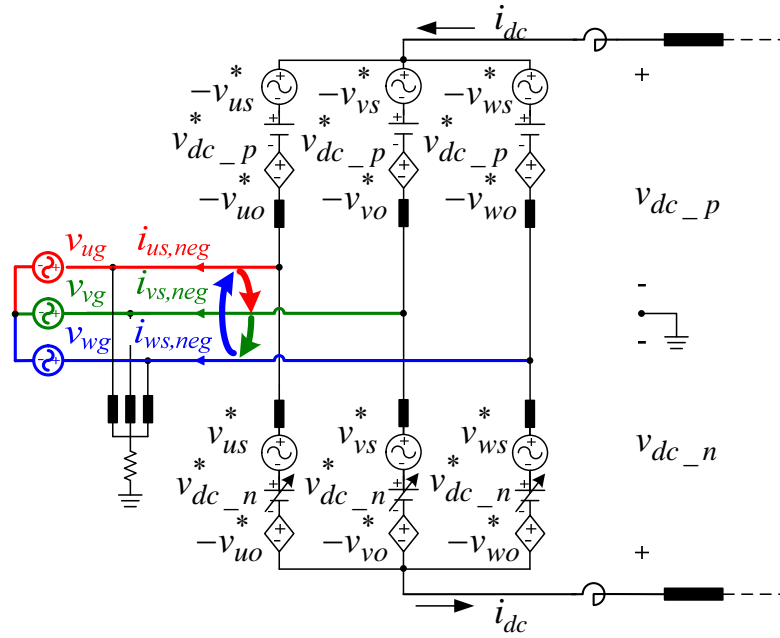 i_dc
+
-v*_us -v*_vs -v*_ws
v*_dc_p v*_dc_p v*_dc_p
-v*_uo -v*_vo -v*_wo
v_dc_p
v_ug i_us,neg
v_vg i_vs,neg
-
v_wg i_ws,neg
-
v*_us v*_vs v*_ws
v_dc_n
v*_dc_n v*_dc_n v*_dc_n
-v*_uo -v*_vo -v*_wo
+
i_dc